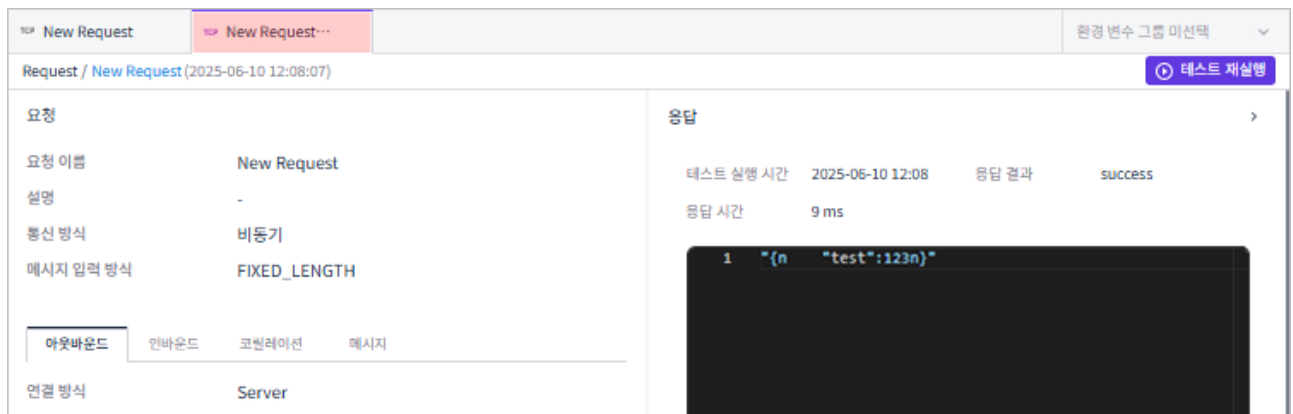 TCP New Request TCP New Request··· 환경 변수 그룹 미선택
Request / New Request (2025-06-10 12:08:07) 테스트 재실행
요청
요청 이름 New Request
설명 -
통신 방식 비동기
메시지 입력 방식 FIXED_LENGTH
아웃바운드 인바운드 코릴레이션 메시지
연결 방식 Server
응답
테스트 실행 시간 2025-06-10 12:08 응답 결과 success
응답 시간 9 ms
1 "{n    "test":123n}"